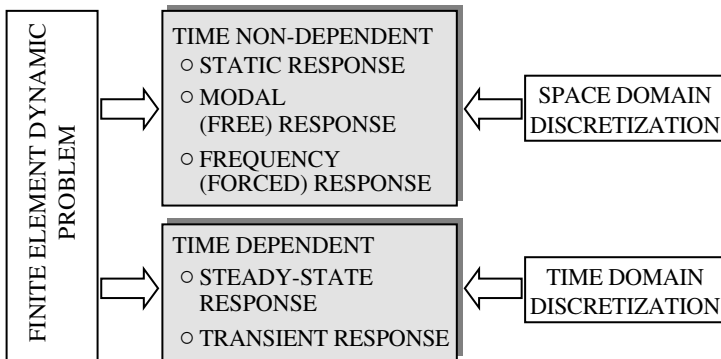 FINITE ELEMENT DYNAMIC
PROBLEM
TIME NON-DEPENDENT
○ STATIC RESPONSE
○ MODAL
(FREE) RESPONSE
○ FREQUENCY
(FORCED) RESPONSE
SPACE DOMAIN
DISCRETIZATION
TIME DEPENDENT
○ STEADY-STATE
RESPONSE
○ TRANSIENT RESPONSE
TIME DOMAIN
DISCRETIZATION